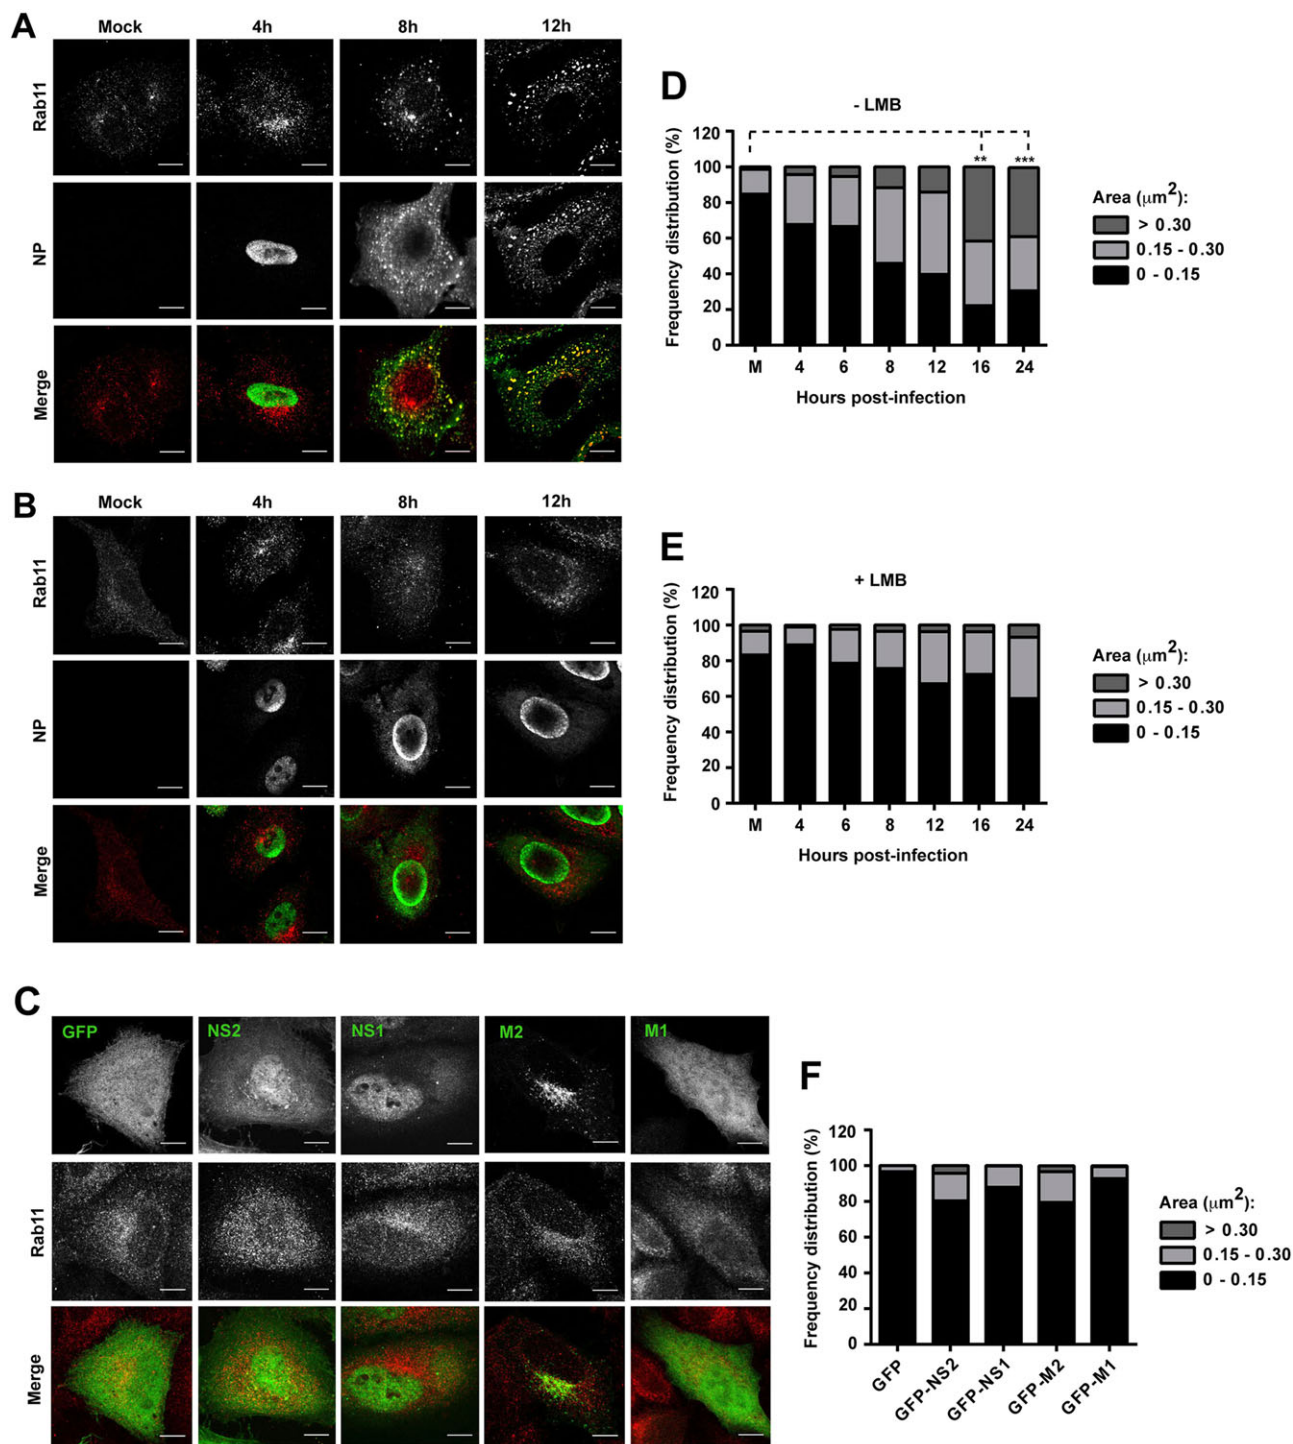 A
Mock 4h 8h 12h
Rab11
NP
Merge
B
Mock 4h 8h 12h
Rab11
NP
Merge
C
GFP NS2 NS1 M2 M1
Rab11
Merge
D
- LMB
Frequency distribution (%)
120
100
80
60
40
20
0
** ***
M 4 6 8 12 16 24
Hours post-infection
Area (μm²):
> 0.30
0.15 - 0.30
0 - 0.15
E
+ LMB
Frequency distribution (%)
120
100
80
60
40
20
0
M 4 6 8 12 16 24
Hours post-infection
Area (μm²):
> 0.30
0.15 - 0.30
0 - 0.15
F
Frequency distribution (%)
120
100
80
60
40
20
0
GFP GFP-NS2 GFP-NS1 GFP-M2 GFP-M1
Area (μm²):
> 0.30
0.15 - 0.30
0 - 0.15